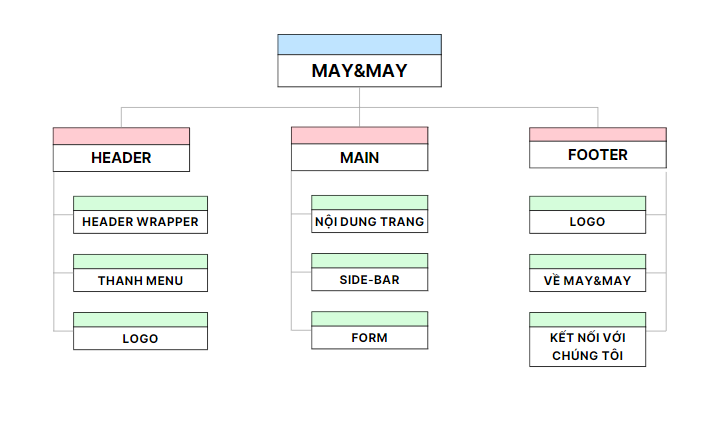 MAY&MAY
HEADER
MAIN
FOOTER
HEADER WRAPPER
THANH MENU
LOGO
NỘI DUNG TRANG
SIDE-BAR
FORM
LOGO
VỀ MAY&MAY
KẾT NỐI VỚI
CHÚNG TÔI